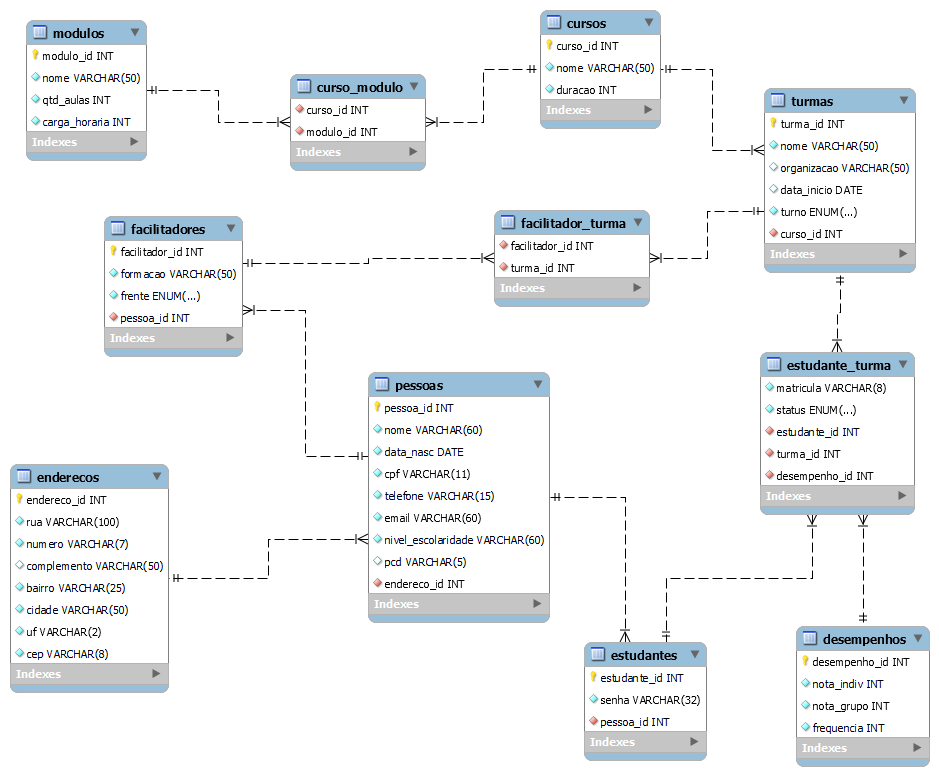 modulos
modulo_id INT
nome VARCHAR(50)
qtd_aulas INT
carga_horaria INT
Indexes
curso_modulo
curso_id INT
modulo_id INT
Indexes
cursos
curso_id INT
nome VARCHAR(50)
duracao INT
Indexes
turmas
turma_id INT
nome VARCHAR(50)
organizacao VARCHAR(50)
data_inicio DATE
turno ENUM(...)
curso_id INT
Indexes
facilitadores
facilitador_id INT
formacao VARCHAR(50)
frente ENUM(...)
pessoa_id INT
Indexes
facilitador_turma
facilitador_id INT
turma_id INT
Indexes
estudante_turma
matricula VARCHAR(8)
status ENUM(...)
estudante_id INT
turma_id INT
desempenho_id INT
Indexes
pessoas
pessoa_id INT
nome VARCHAR(60)
data_nasc DATE
cpf VARCHAR(11)
telefone VARCHAR(15)
email VARCHAR(60)
nivel_escolaridade VARCHAR(60)
pcd VARCHAR(5)
endereco_id INT
Indexes
enderecos
endereco_id INT
rua VARCHAR(100)
numero VARCHAR(7)
complemento VARCHAR(50)
bairro VARCHAR(25)
cidade VARCHAR(50)
uf VARCHAR(2)
cep VARCHAR(8)
Indexes
estudantes
estudante_id INT
senha VARCHAR(32)
pessoa_id INT
Indexes
desempenhos
desempenho_id INT
nota_indiv INT
nota_grupo INT
frequencia INT
Indexes